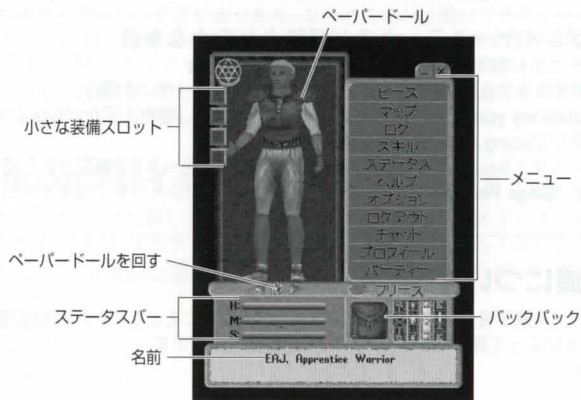 ペーパードール
小さな装備スロット
ピース
マップ
ログ
スキル
ステータス
ヘルプ
オプション
ログアウト
チャット
プロフィール
パーティー
メニュー
ペーパードールを回す
フリーズ
ステータスバー
H:
M:
S:
バックパック
名前
EAJ, Apprentice Warrior